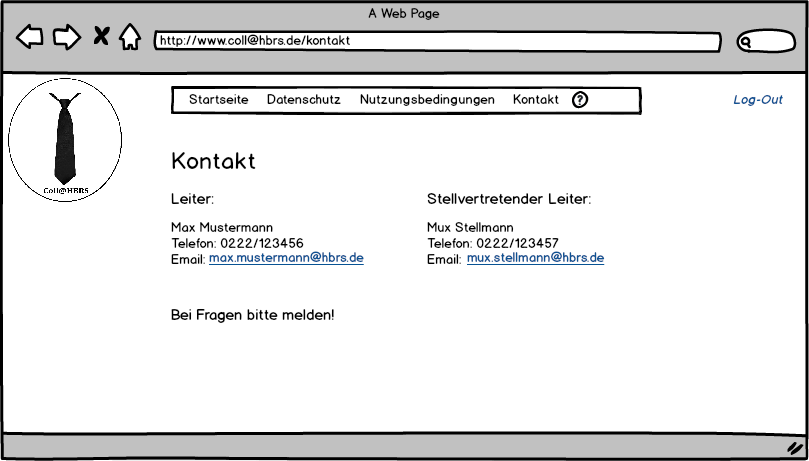 A Web Page
http://www.coll@hbrs.de/kontakt
Startseite Datenschutz Nutzungsbedingungen Kontakt ?
Log-Out
Coll@HBRS
Kontakt
Leiter:
Max Mustermann
Telefon: 0222/123456
Email: max.mustermann@hbrs.de
Stellvertretender Leiter:
Mux Stellmann
Telefon: 0222/123457
Email: mux.stellmann@hbrs.de
Bei Fragen bitte melden!